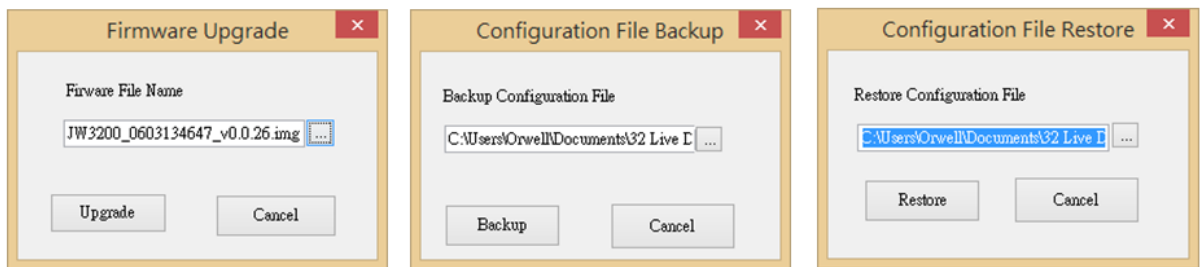 Firmware Upgrade
Firware File Name
JW3200_0603134647_v0.0.26.img ...
Upgrade Cancel
Configuration File Backup
Backup Configuration File
C:\Users\Orwell\Documents\32 Live D ...
Backup Cancel
Configuration File Restore
Restore Configuration File
C:\Users\Orwell\Documents\32 Live D ...
Restore Cancel